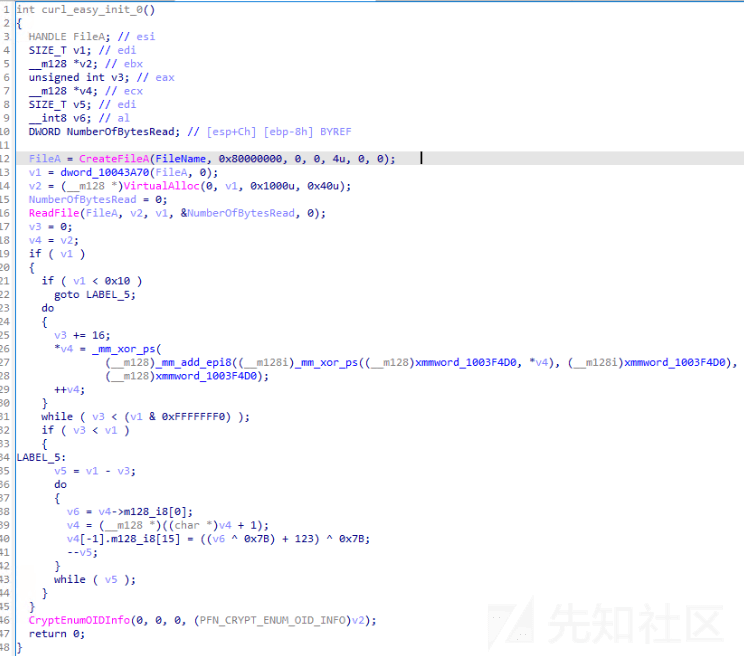 1 int curl_easy_init_0()
2 {
3 HANDLE FileA; // esi
4 SIZE_T v1; // edi
5 __m128 *v2; // ebx
6 unsigned int v3; // eax
7 __m128 *v4; // ecx
8 SIZE_T v5; // edi
9 __int8 v6; // al
10 DWORD NumberOfBytesRead; // [esp+Ch] [ebp-8h] BYREF
11
12 FileA = CreateFileA(FileName, 0x80000000, 0, 0, 4u, 0, 0);
13 v1 = dword_10043A70(FileA, 0);
14 v2 = (__m128 *)VirtualAlloc(0, v1, 0x1000u, 0x40u);
15 NumberOfBytesRead = 0;
16 ReadFile(FileA, v2, v1, &NumberOfBytesRead, 0);
17 v3 = 0;
18 v4 = v2;
19 if ( v1 )
20 {
21 if ( v1 < 0x10 )
22 goto LABEL_5;
23 do
24 {
25 v3 += 16;
26 *v4 = _mm_xor_ps(
27 (__m128)_mm_add_epi8((__m128i)_mm_xor_ps((__m128)xmmword_1003F4D0, *v4), (__m128i)xmmword_1003F4D0),
28 (__m128)xmmword_1003F4D0);
29 ++v4;
30 }
31 while ( v3 < (v1 & 0xFFFFFFF0) );
32 if ( v3 < v1 )
33 {
34 LABEL_5:
35 v5 = v1 - v3;
36 do
37 {
38 v6 = v4->m128_i8[0];
39 v4 = (__m128 *)((char *)v4 + 1);
40 v4[-1].m128_i8[15] = ((v6 ^ 0x7B) + 123) ^ 0x7B;
41 --v5;
42 }
43 while ( v5 );
44 }
45 }
46 CryptEnumOIDInfo(0, 0, 0, (PFN_CRYPT_ENUM_OID_INFO)v2);
47 return 0;
48 }
先知社区